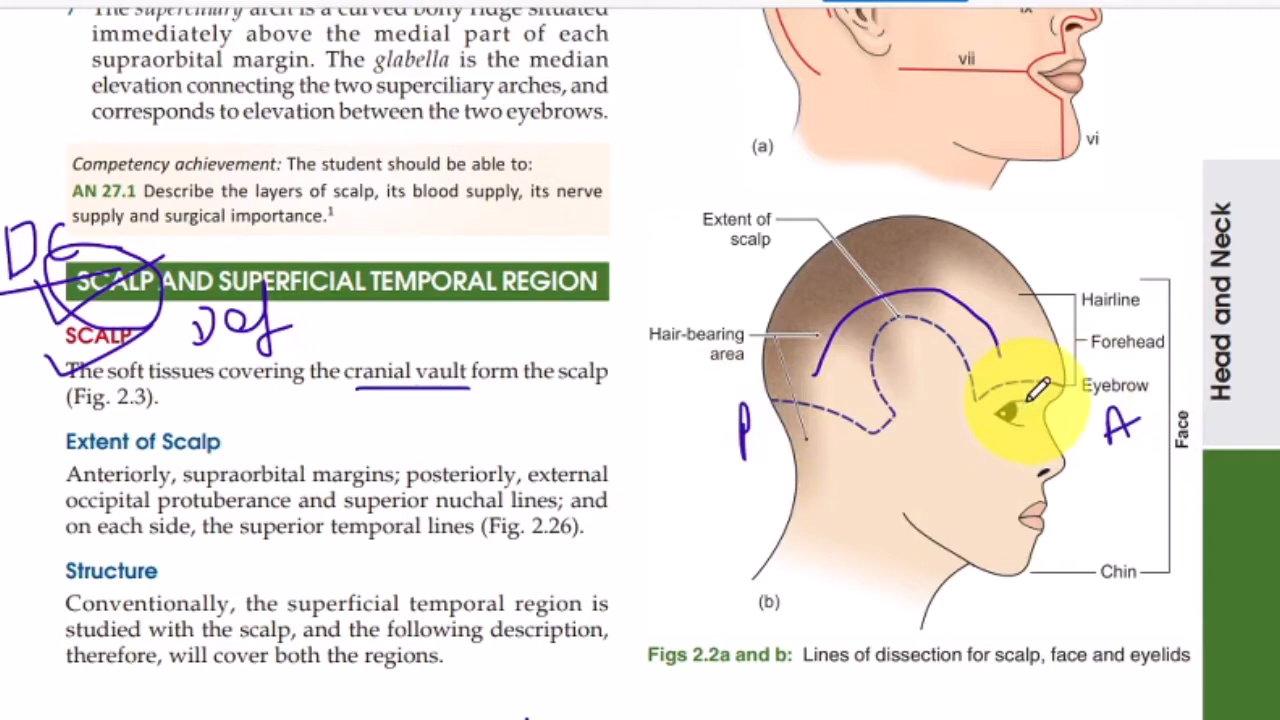 The superciliary arch is a curved bony ridge situated
immediately above the medial part of each
supraorbital margin. The glabella is the median
elevation connecting the two superciliary arches, and
corresponds to elevation between the two eyebrows.
Competency achievement: The student should be able to:
AN 27.1 Describe the layers of scalp, its blood supply, its nerve
supply and surgical importance.1
SCALP AND SUPERFICIAL TEMPORAL REGION
Def
SCALP
The soft tissues covering the cranial vault form the scalp
(Fig. 2.3).
Extent of Scalp
Anteriorly, supraorbital margins; posteriorly, external
occipital protuberance and superior nuchal lines; and
on each side, the superior temporal lines (Fig. 2.26).
Structure
Conventionally, the superficial temporal region is
studied with the scalp, and the following description,
therefore, will cover both the regions.
ix
vii
vi
(a)
Extent of
scalp
Hairline
Hair-bearing
area
Forehead
Eyebrow
P
A
Face
Chin
(b)
Figs 2.2a and b: Lines of dissection for scalp, face and eyelids
Head and Neck